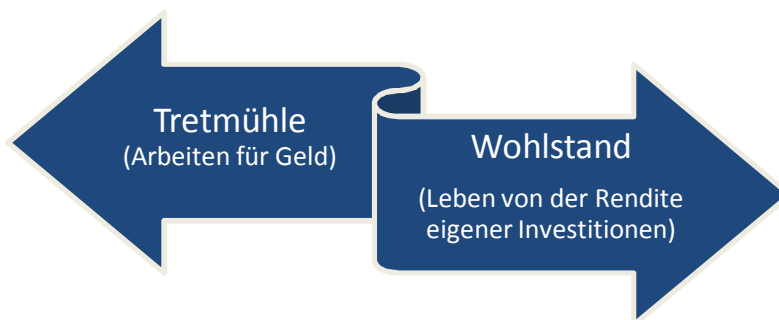 Tretmühle
(Arbeiten für Geld)
Wohlstand
(Leben von der Rendite
eigener Investitionen)